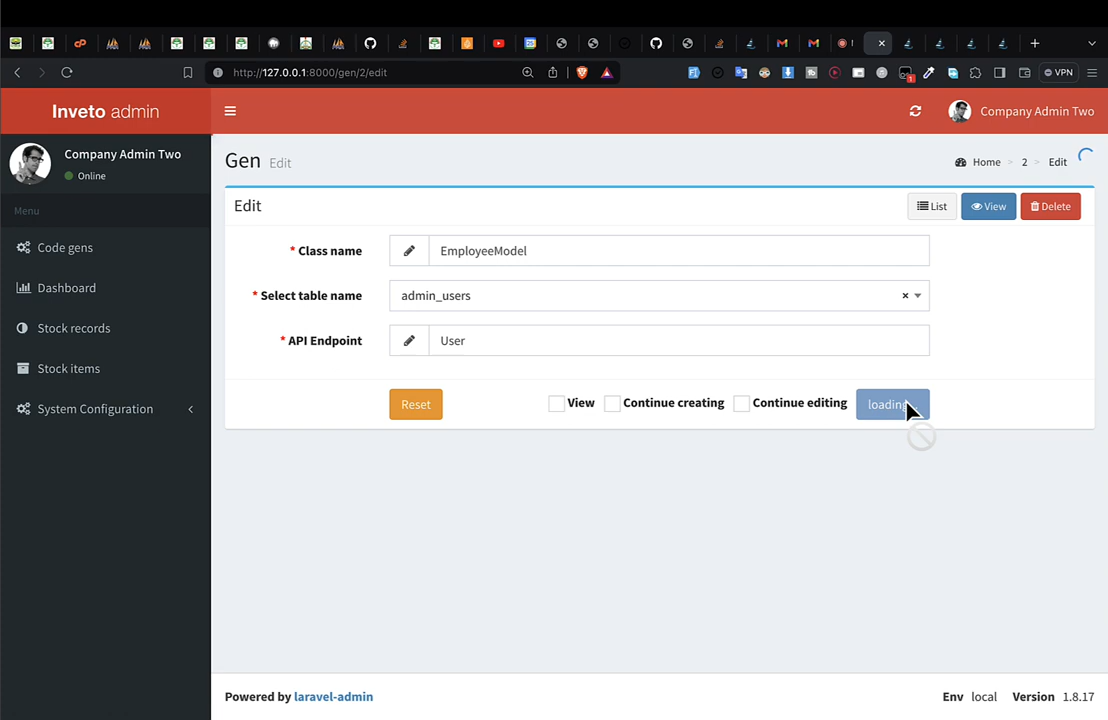 http://127.0.0.1:8000/gen/2/edit
1
VPN
Inveto admin
Company Admin Two
Company Admin Two
Online
Menu
Code gens
Dashboard
Stock records
Stock items
System Configuration
Gen Edit
Home > 2 > Edit
Edit
List
View
Delete
* Class name
EmployeeModel
* Select table name
admin_users
× 
* API Endpoint
User
Reset
View
Continue creating
Continue editing
Powered by laravel-admin
Env local Version 1.8.17